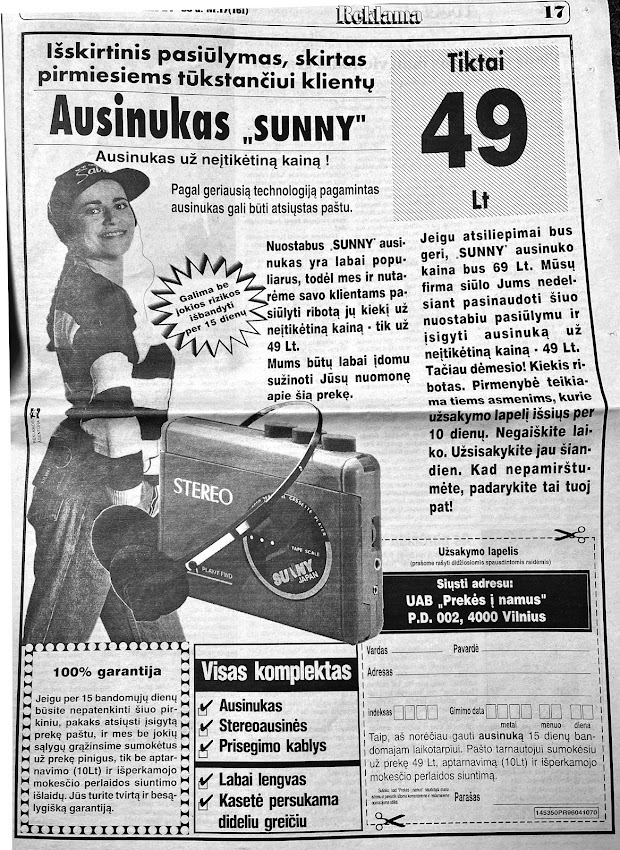 Reklama
17
Išskirtinis pasiūlymas, skirtas
pirmiesiems tūkstančiui klientų
Ausinukas „SUNNY"
Ausinukas už neįtikėtiną kainą !
Tiktai
49
Lt
Pagal geriausią technologiją pagamintas
ausinukas gali būti atsiųstas paštu.
Galima be
jokios rizikos
išbandyti
per 15 dienų
Nuostabus „SUNNY" ausi-
nukas yra labai popu-
liarus, todėl mes ir nuta-
rėme savo klientams pa-
siūlyti ribotą jų kiekį už
neįtikėtiną kainą - tik už
49 Lt.
Mums būtų labai įdomu
sužinoti Jūsų nuomonę
apie šią prekę.
Jeigu atsiliepimai bus
geri, „SUNNY" ausinuko
kaina bus 69 Lt. Mūsų
firma siūlo Jums nedel-
siant pasinaudoti šiuo
nuostabiu pasiūlymu ir
įsigyti ausinuką už
neįtikėtiną kainą - 49 Lt.
Tačiau dėmesio! Kiekis ri-
botas. Pirmenybė teikia-
ma tiems asmenims, kurie
užsakymo lapelį išsiųs per
10 dienų. Negaiškite lai-
ko. Užsisakykite jau šian-
dien. Kad nepamirštu-
mėte, padarykite tai tuoj
pat!
STEREO
CASSETTE PLAYER
TAPE SCALE
SUNNY
JAPAN
PLAY/F.FWD
100% garantija
Jeigu per 15 bandomųjų dienų
būsite nepatenkinti šiuo pir-
kiniu, pakaks atsiųsti įsigytą
prekę paštu, ir mes be jokių
sąlygų grąžinsime sumokėtus
už prekę pinigus, tik be aptar-
navimo (10Lt) ir išperkamo
mokesčio perlaidos siuntimo
išlaidų. Jūs turite tvirtą ir besą-
lygišką garantiją.
Visas komplektas
Ausinukas
Stereoausinės
Prisegimo kablys
Labai lengvas
Kasetė persukama
dideliu greičiu
Užsakymo lapelis
(prašome rašyti didžiosiomis spausdintomis raidėmis)
Siųsti adresu:
UAB „Prekės į namus"
P.D. 002, 4000 Vilnius
Vardas Pavardė
Adresas
Indeksas Gimimo data
metai mėnuo diena
Taip, aš norėčiau gauti ausinuką 15 dienų ban-
domajam laikotarpiui. Pašto tarnautojui sumokėsiu
už prekę 49 Lt, aptarnavimą (10Lt) ir išperkamo
mokesčio perlaidos siuntimą.
Parašas
145350PR96041070